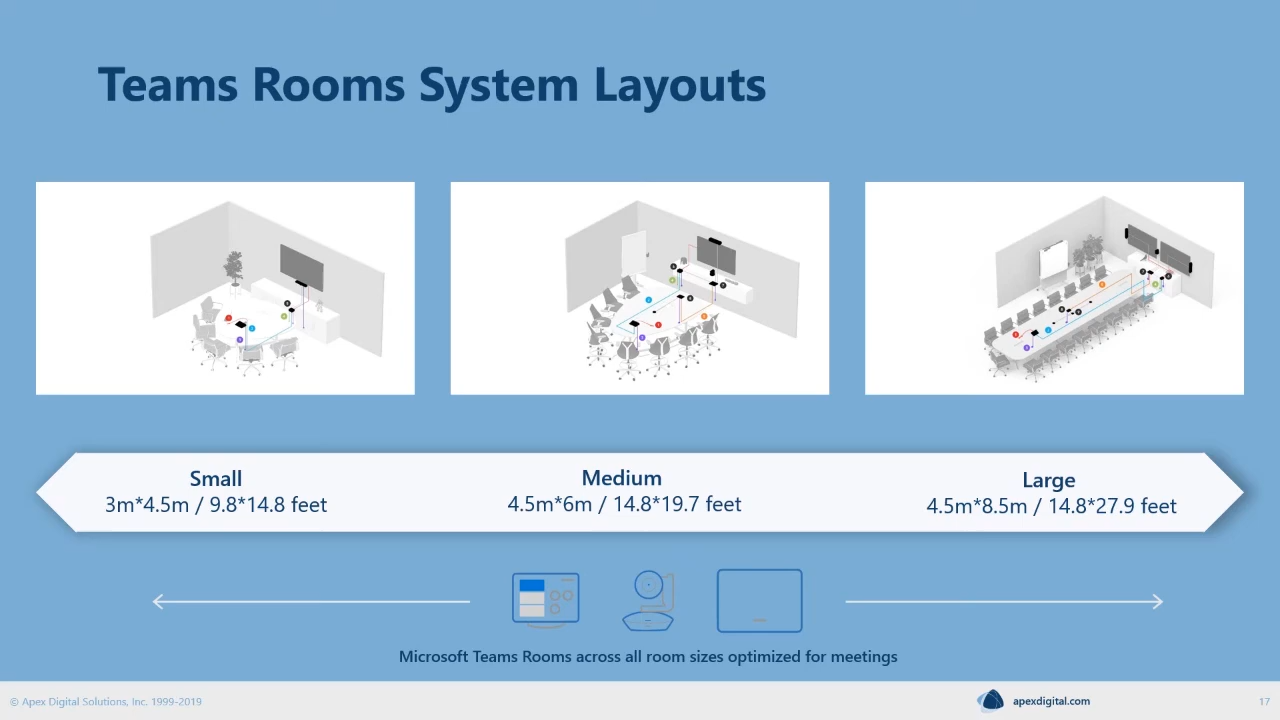 Teams Rooms System Layouts
Small
3m*4.5m / 9.8*14.8 feet
Medium
4.5m*6m / 14.8*19.7 feet
Large
4.5m*8.5m / 14.8*27.9 feet
Microsoft Teams Rooms across all room sizes optimized for meetings
© Apex Digital Solutions, Inc. 1999-2019
apexdigital.com
17